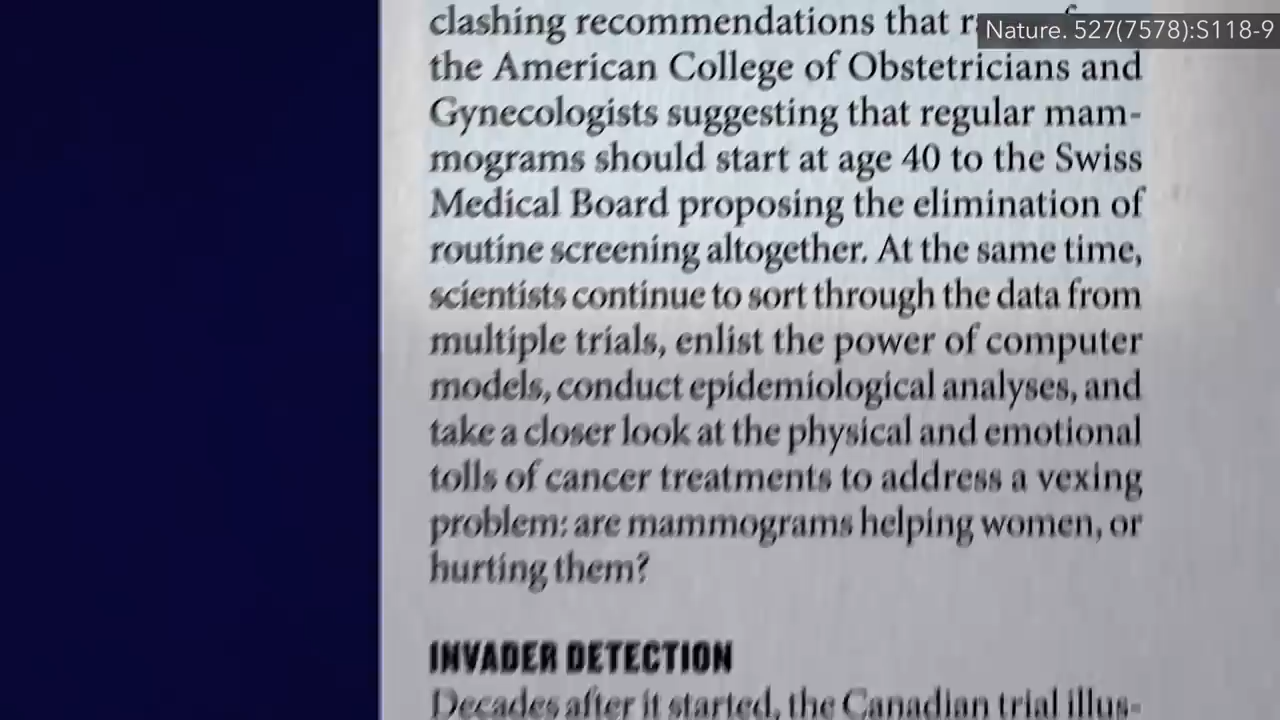 clashing recommendations that
Nature. 527(7578):S118-9
the American College of Obstetricians and
Gynecologists suggesting that regular mam-
mograms should start at age 40 to the Swiss
Medical Board proposing the elimination of
routine screening altogether. At the same time,
scientists continue to sort through the data from
multiple trials, enlist the power of computer
models, conduct epidemiological analyses, and
take a closer look at the physical and emotional
tolls of cancer treatments to address a vexing
problem: are mammograms helping women, or
hurting them?
INVADER DETECTION
Decades after it started, the Canadian trial illus-